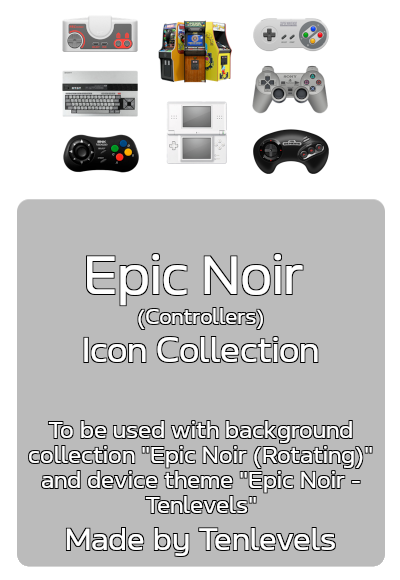 Epic Noir
(Controllers)
Icon Collection
To be used with background
collection "Epic Noir (Rotating)"
and device theme "Epic Noir -
Tenlevels"
Made by Tenlevels